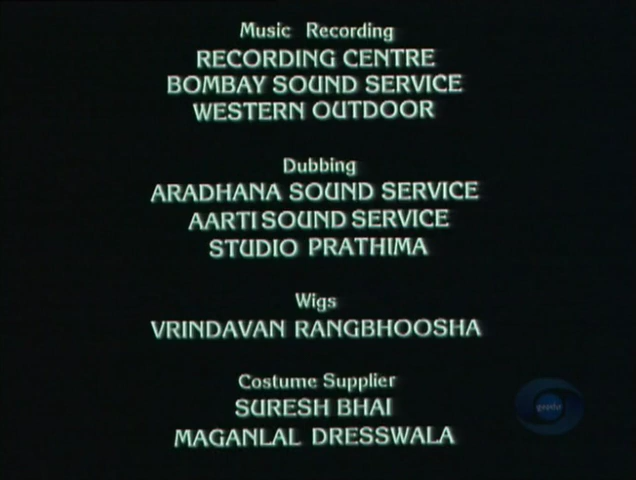 Music Recording
RECORDING CENTRE
BOMBAY SOUND SERVICE
WESTERN OUTDOOR
Dubbing
ARADHANA SOUND SERVICE
AARTI SOUND SERVICE
STUDIO PRATHIMA
Wigs
VRINDAVAN RANGBHOOSHA
Costume Supplier
SURESH BHAI
MAGANLAL DRESSWALA